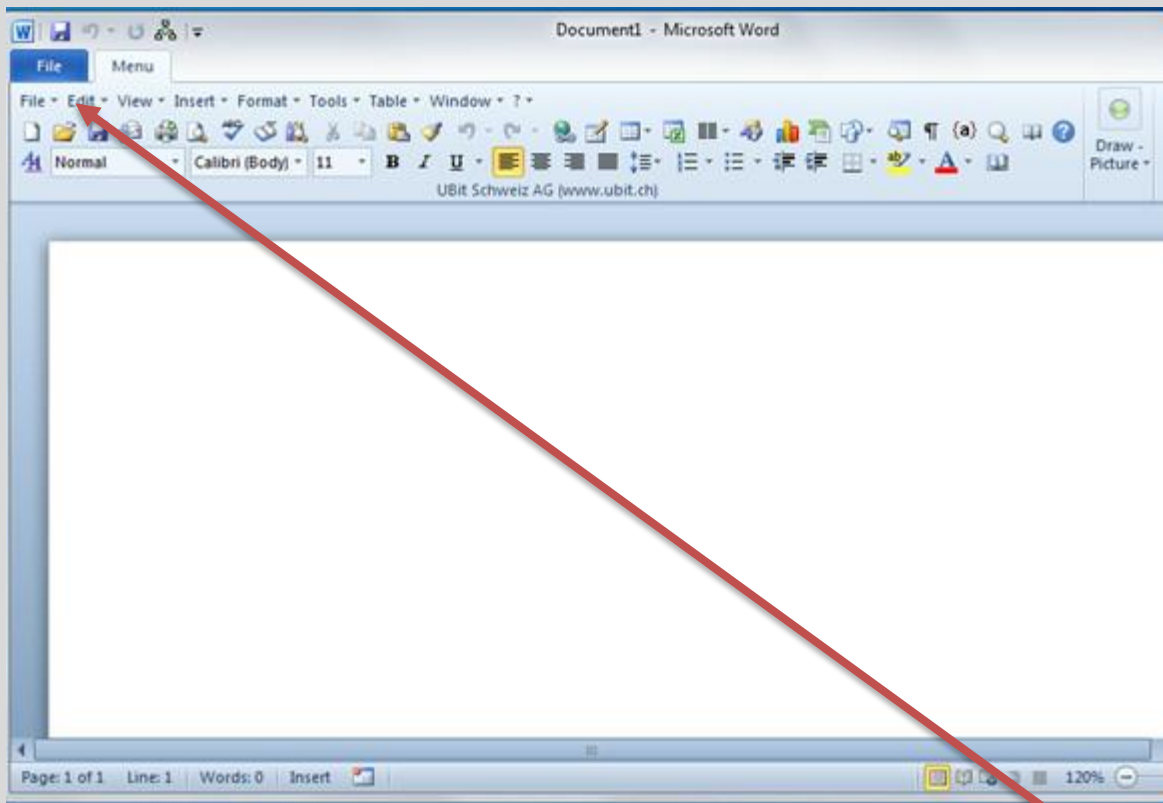 Document1 - Microsoft Word
File Menu
File Edit View Insert Format Tools Table Window ?
Normal Calibri (Body) 11 B I U
Draw -
Picture
UBit Schweiz AG (www.ubit.ch)
Page: 1 of 1 Line: 1 Words: 0 Insert 120%